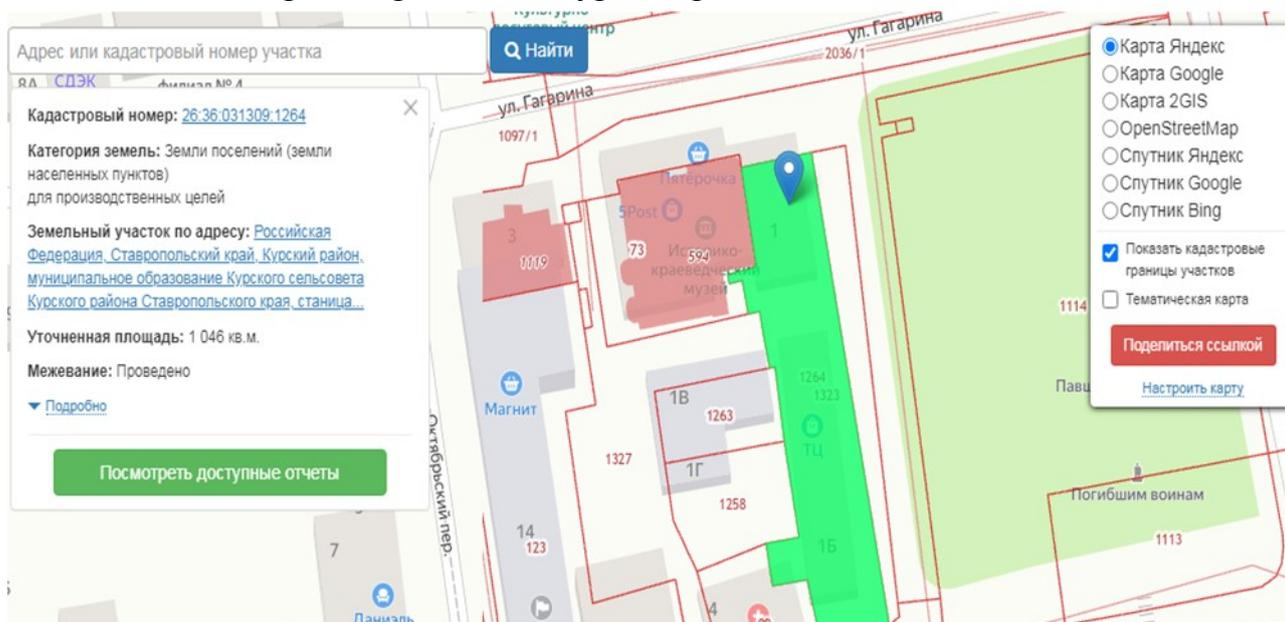 Культурно
досуговый центр
Адрес или кадастровый номер участка
Найти
8А
СДЭК
филиал № 4
Кадастровый номер: 26:36:031309:1264
Категория земель: Земли поселений (земли
населенных пунктов)
для производственных целей
Земельный участок по адресу: Российская
Федерация, Ставропольский край, Курский район,
муниципальное образование Курского сельсовета
Курского района Ставропольского края, станица...
Уточненная площадь: 1 046 кв.м.
Межевание: Проведено
Подробно
Посмотреть доступные отчеты
ул. Гагарина
2036/1
ул. Гагарина
1097/1
Пятёрочка
5Post
3
1119
73
594
Историко-
краеведческий
музей
1
1264
1323
ТЦ
1Б
Магнит
1В
1263
1Г
1258
1327
14
123
Октябрьский пер.
7
Даниэль
4
1114
Погибшим воинам
1113
Карта Яндекс
Карта Google
Карта 2GIS
OpenStreetMap
Спутник Яндекс
Спутник Google
Спутник Bing
Показать кадастровые
границы участков
Тематическая карта
Поделиться ссылкой
Настроить карту